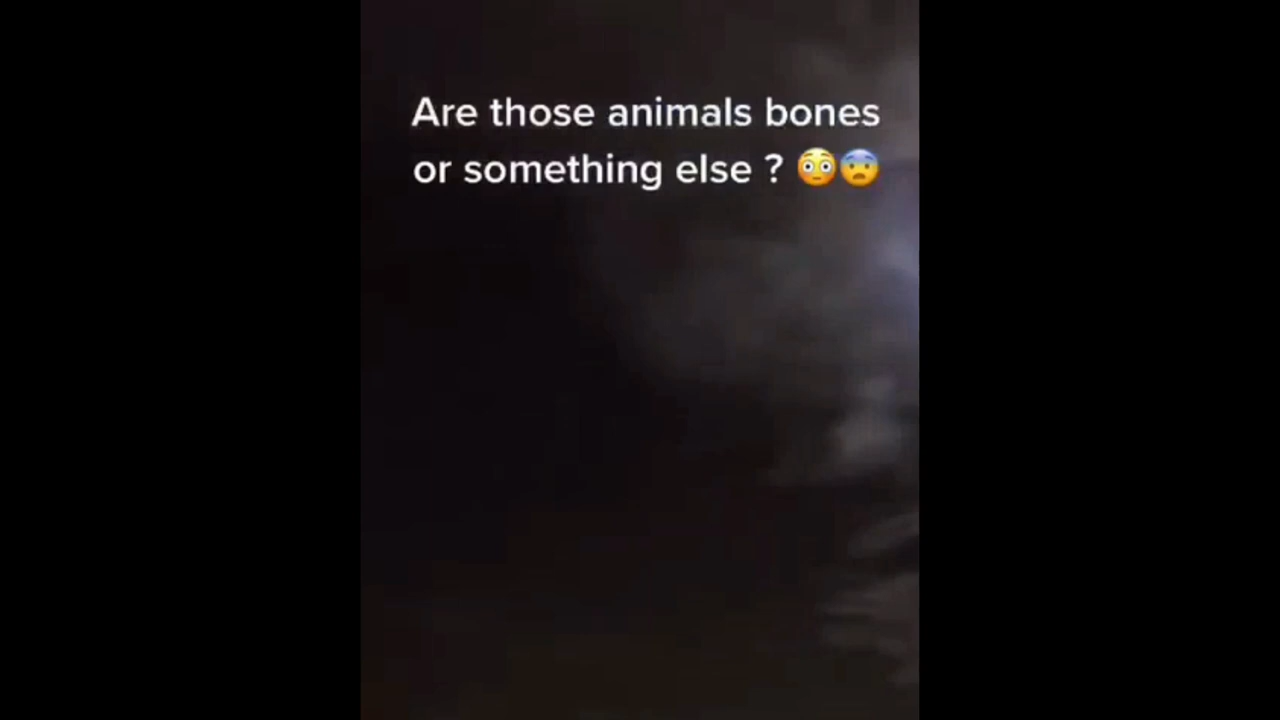 Are those animals bones
or something else ? 😳😨